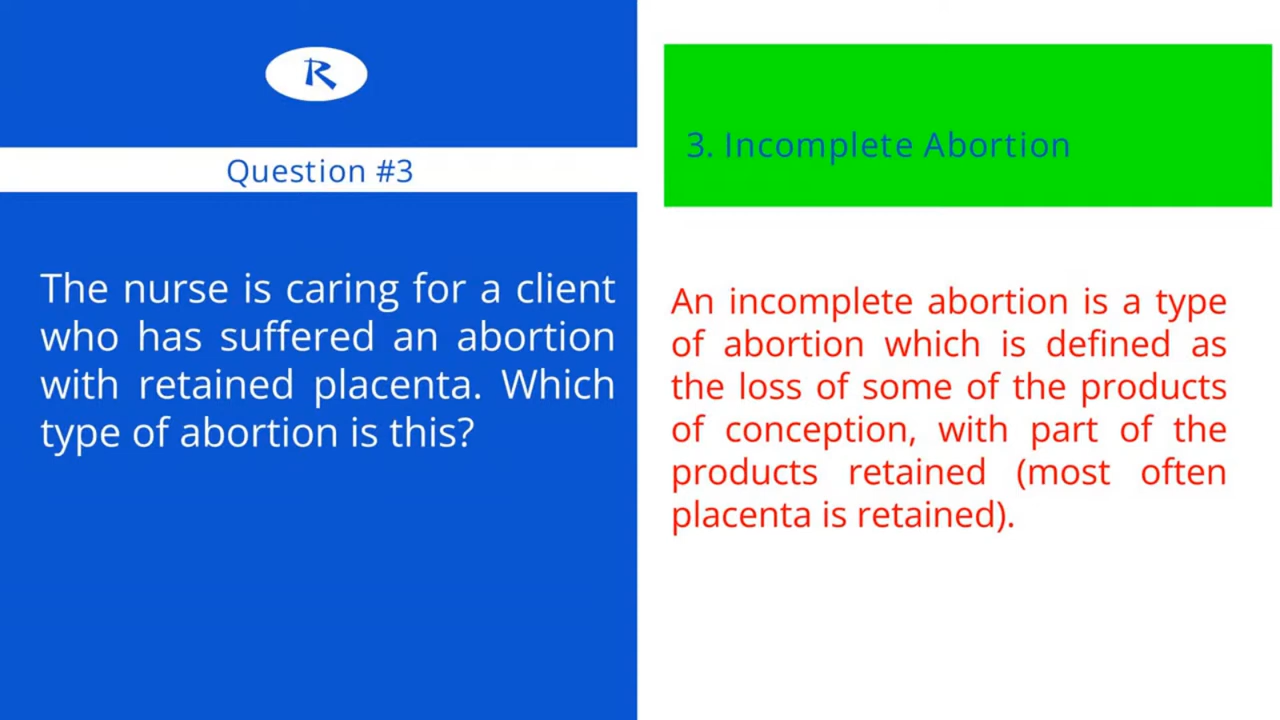 R
Question #3
The nurse is caring for a client
who has suffered an abortion
with retained placenta. Which
type of abortion is this?
3. Incomplete Abortion
An incomplete abortion is a type
of abortion which is defined as
the loss of some of the products
of conception, with part of the
products retained (most often
placenta is retained).